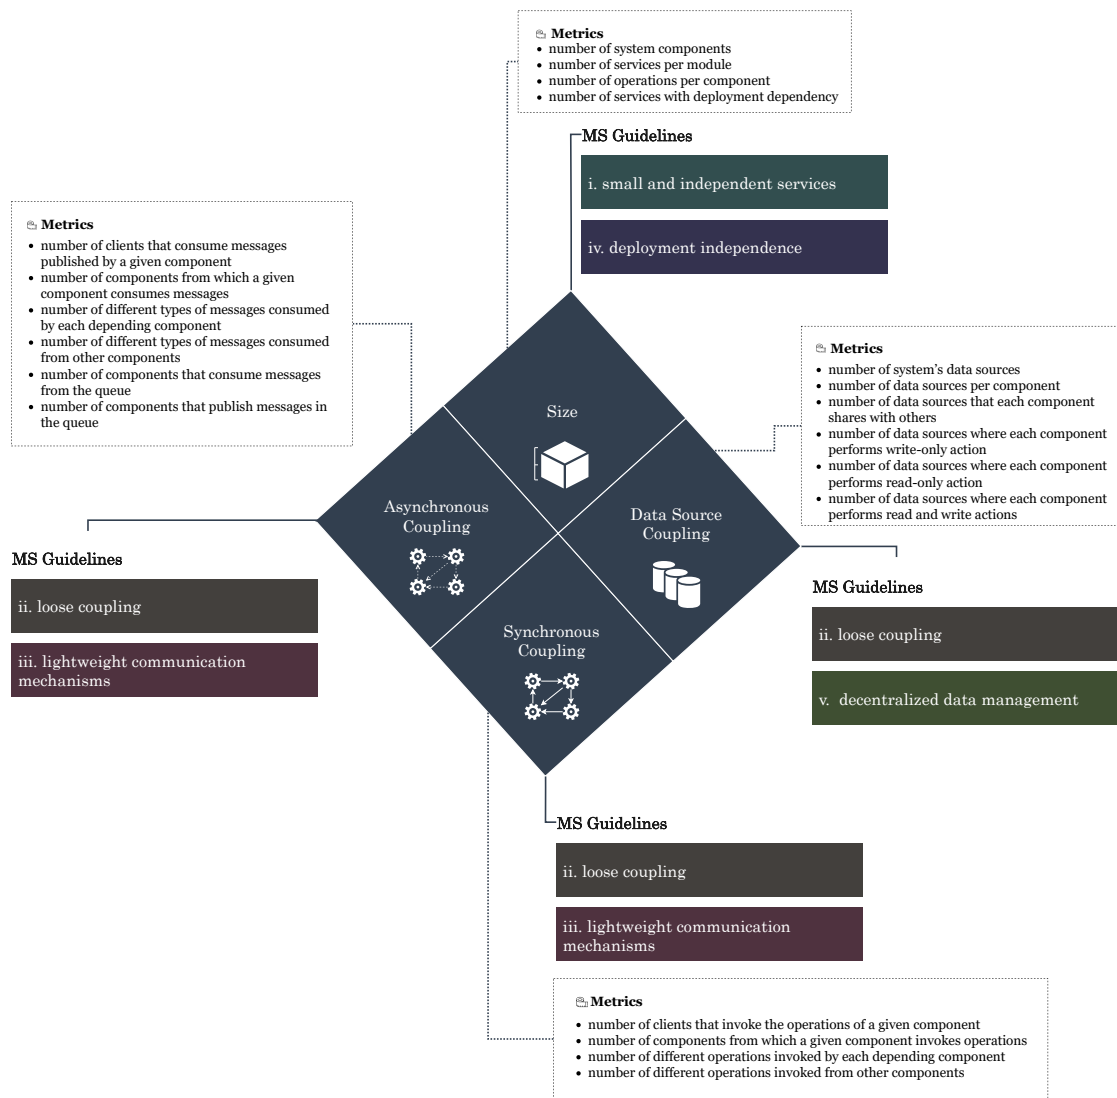 Metrics
• number of system components
• number of services per module
• number of operations per component
• number of services with deployment dependency
MS Guidelines
i. small and independent services
iv. deployment independence
Metrics
• number of clients that consume messages
published by a given component
• number of components from which a given
component consumes messages
• number of different types of messages consumed
by each depending component
• number of different types of messages consumed
from other components
• number of components that consume messages
from the queue
• number of components that publish messages in
the queue
Metrics
• number of system's data sources
• number of data sources per component
• number of data sources that each component
shares with others
• number of data sources where each component
performs write-only action
• number of data sources where each component
performs read-only action
• number of data sources where each component
performs read and write actions
Size
Asynchronous
Coupling
Data Source
Coupling
Synchronous
Coupling
MS Guidelines
ii. loose coupling
iii. lightweight communication
mechanisms
MS Guidelines
ii. loose coupling
v. decentralized data management
MS Guidelines
ii. loose coupling
iii. lightweight communication
mechanisms
Metrics
• number of clients that invoke the operations of a given component
• number of components from which a given component invokes operations
• number of different operations invoked by each depending component
• number of different operations invoked from other components